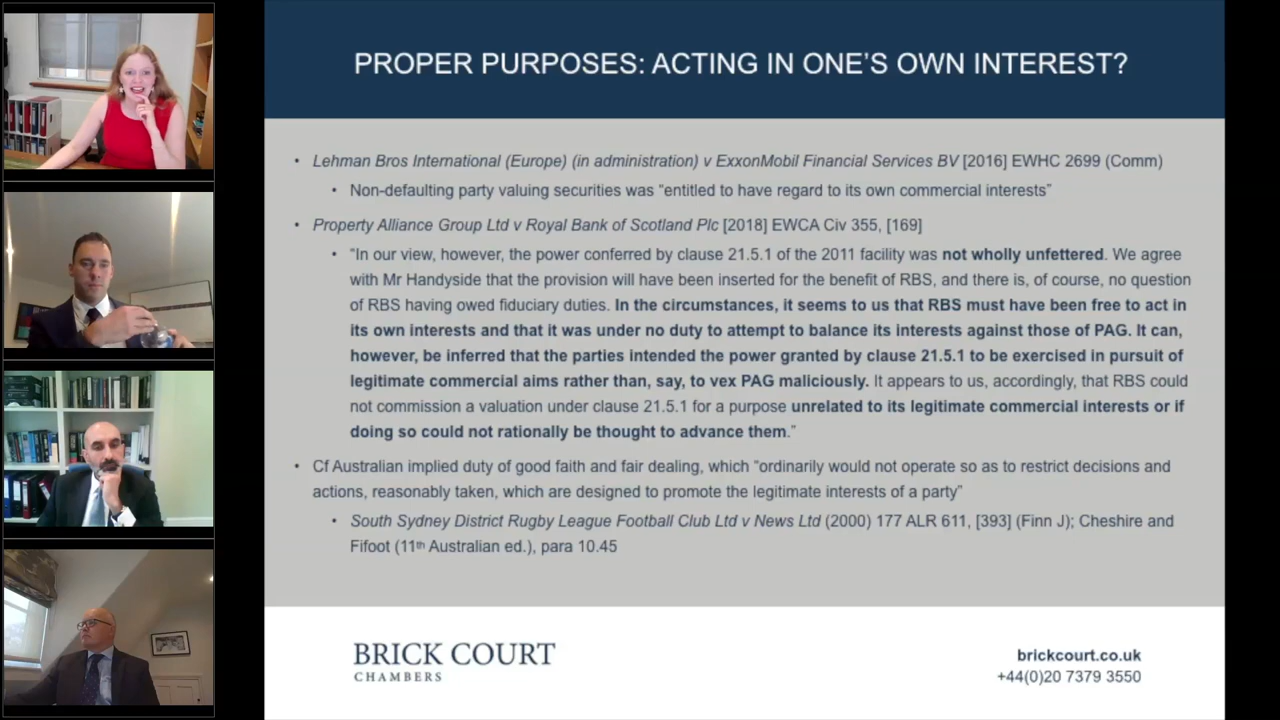 PROPER PURPOSES: ACTING IN ONE'S OWN INTEREST?
• Lehman Bros International (Europe) (in administration) v ExxonMobil Financial Services BV [2016] EWHC 2699 (Comm)
• Non-defaulting party valuing securities was “entitled to have regard to its own commercial interests”
• Property Alliance Group Ltd v Royal Bank of Scotland Plc [2018] EWCA Civ 355, [169]
• “In our view, however, the power conferred by clause 21.5.1 of the 2011 facility was not wholly unfettered. We agree
with Mr Handyside that the provision will have been inserted for the benefit of RBS, and there is, of course, no question
of RBS having owed fiduciary duties. In the circumstances, it seems to us that RBS must have been free to act in
its own interests and that it was under no duty to attempt to balance its interests against those of PAG. It can,
however, be inferred that the parties intended the power granted by clause 21.5.1 to be exercised in pursuit of
legitimate commercial aims rather than, say, to vex PAG maliciously. It appears to us, accordingly, that RBS could
not commission a valuation under clause 21.5.1 for a purpose unrelated to its legitimate commercial interests or if
doing so could not rationally be thought to advance them.”
• Cf Australian implied duty of good faith and fair dealing, which “ordinarily would not operate so as to restrict decisions and
actions, reasonably taken, which are designed to promote the legitimate interests of a party”
• South Sydney District Rugby League Football Club Ltd v News Ltd (2000) 177 ALR 611, [393] (Finn J); Cheshire and
Fifoot (11th Australian ed.), para 10.45
BRICK COURT
CHAMBERS
brickcourt.co.uk
+44(0)20 7379 3550